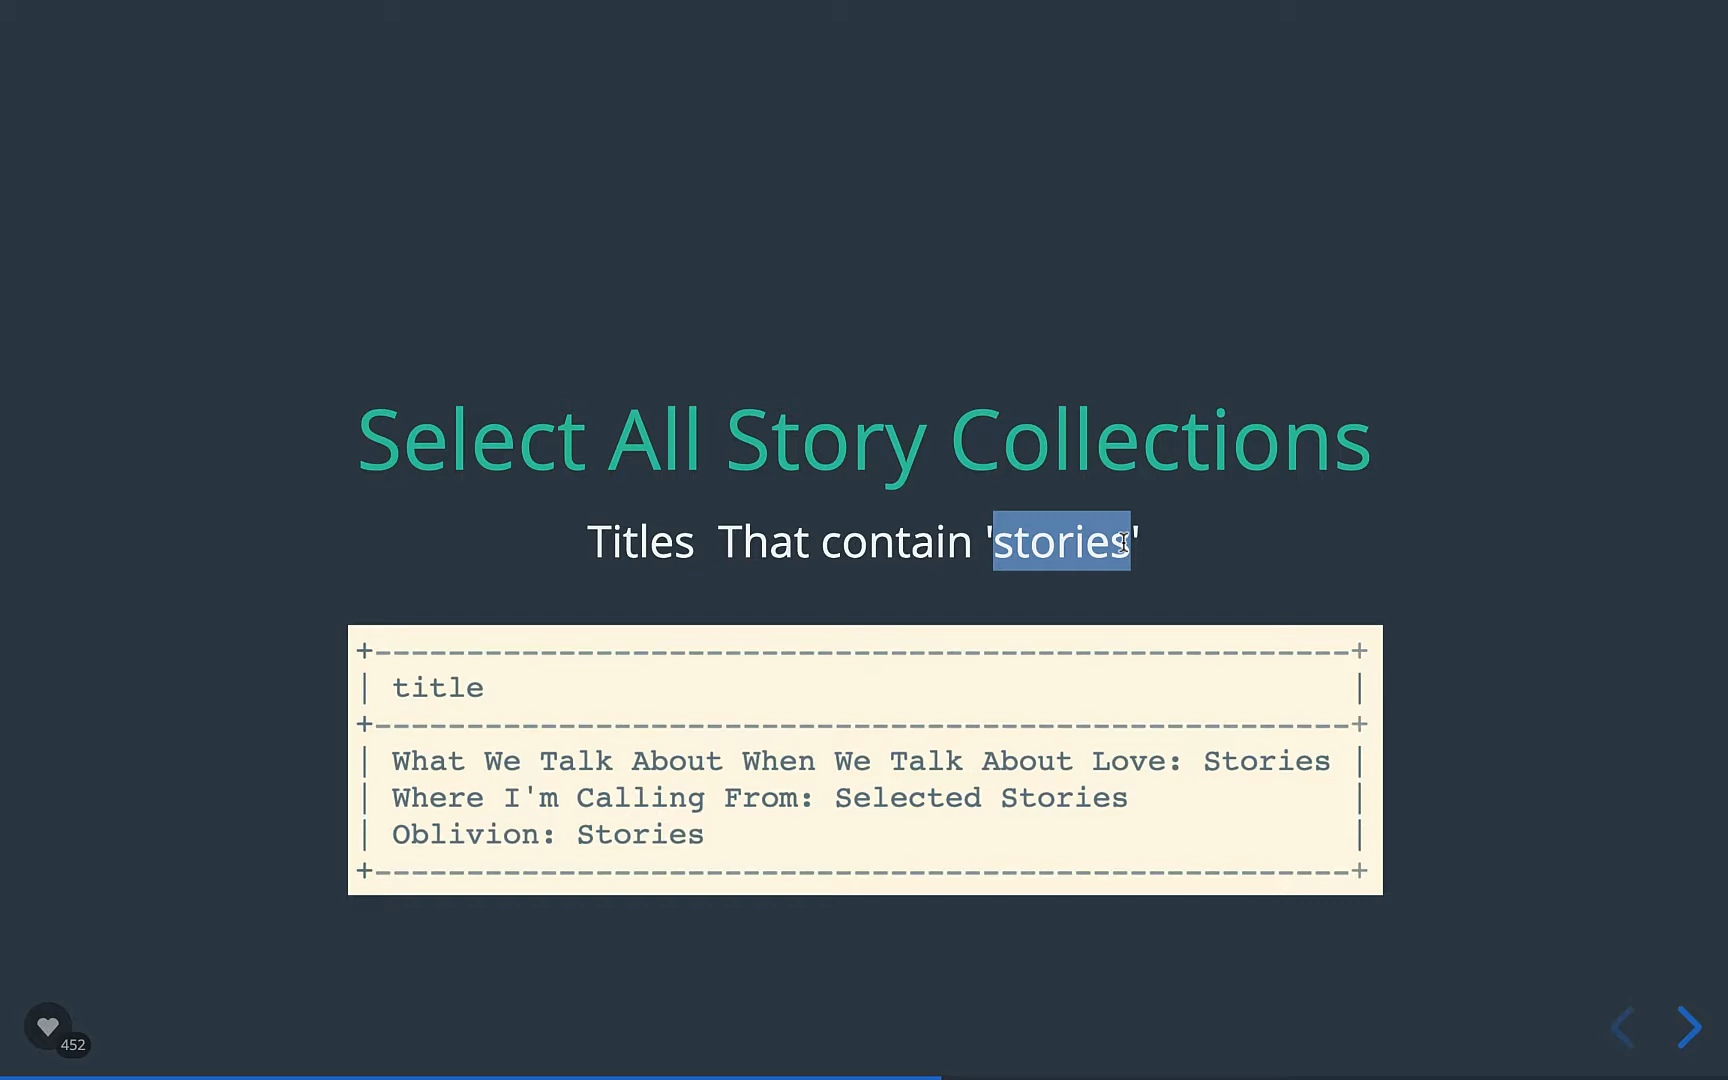 Select All Story Collections
Titles  That contain 'stories'
+-----------------------------------------------------+
| title                                               |
+-----------------------------------------------------+
| What We Talk About When We Talk About Love: Stories |
| Where I'm Calling From: Selected Stories            |
| Oblivion: Stories                                   |
+-----------------------------------------------------+
452